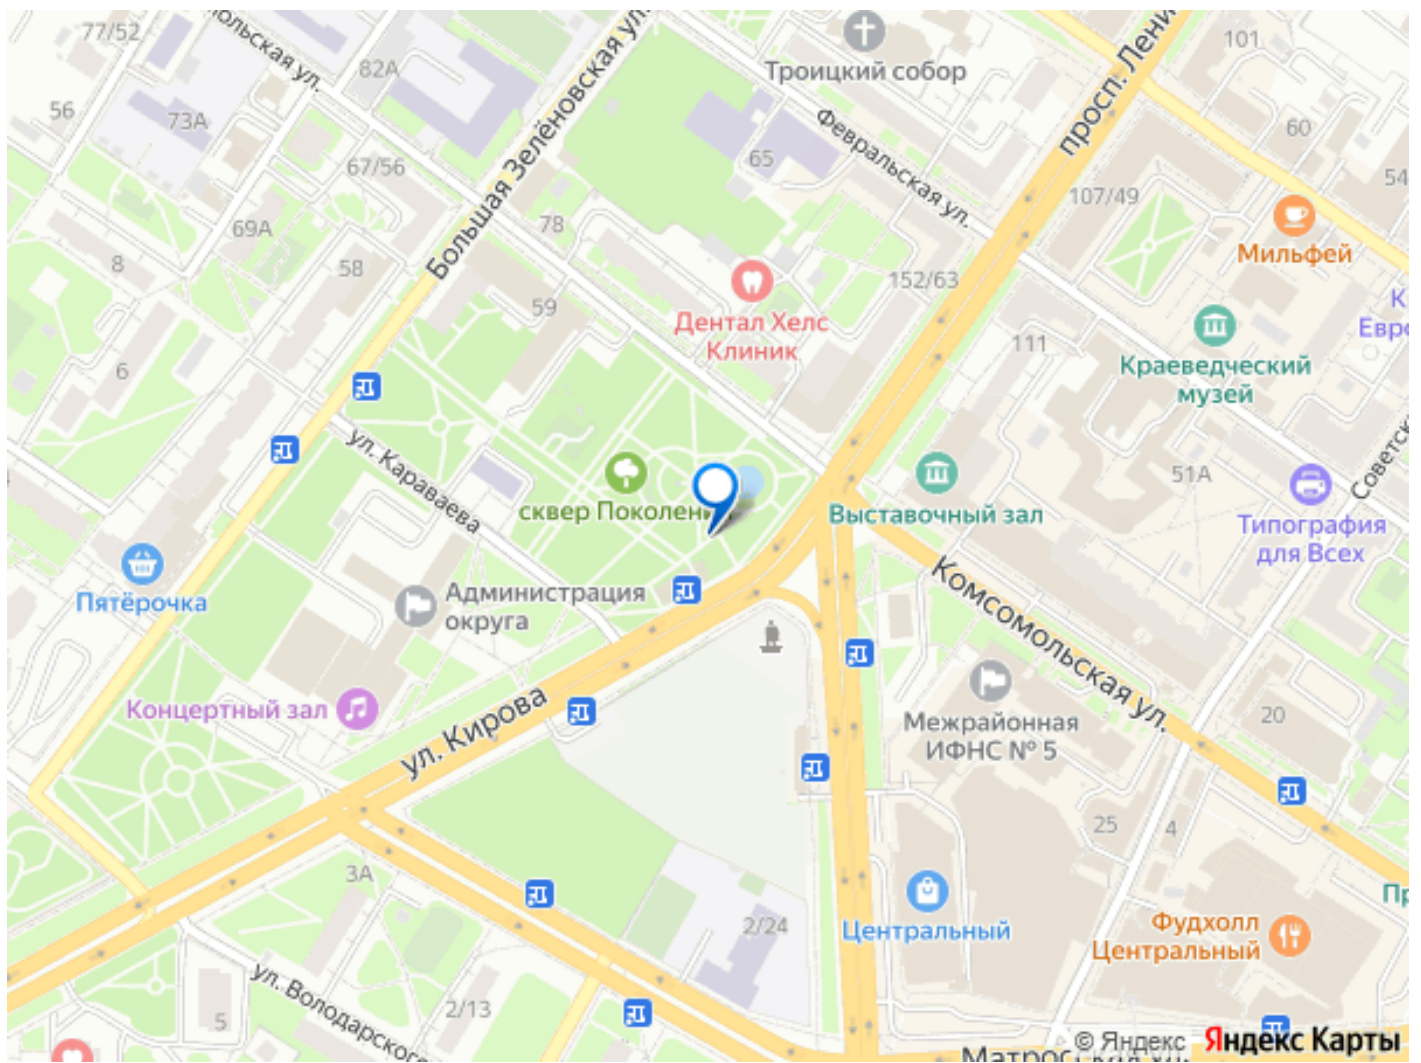 77/52
ольская ул.
82А
56
73А
Большая Зелёновская ул.
Троицкий собор
просп. Лени
101
60
54
65
Февральская ул.
107/49
Мильфей
67/56
69А
78
8
58
59
152/63
Дентал Хелс
Клиник
К
Евро
111
Краеведческий
музей
6
ул. Караваева
сквер Поколени
Выставочный зал
51А
Советск
Типография
для Всех
Пятёрочка
Администрация
округа
Комсомольская ул.
Концертный зал
ул. Кирова
Межрайонная
ИФНС № 5
20
25
4
3А
2/24
Центральный
Фудхолл
Центральный
Пр
ул. Володарского
2/13
5
© Яндекс Яндекс Карты